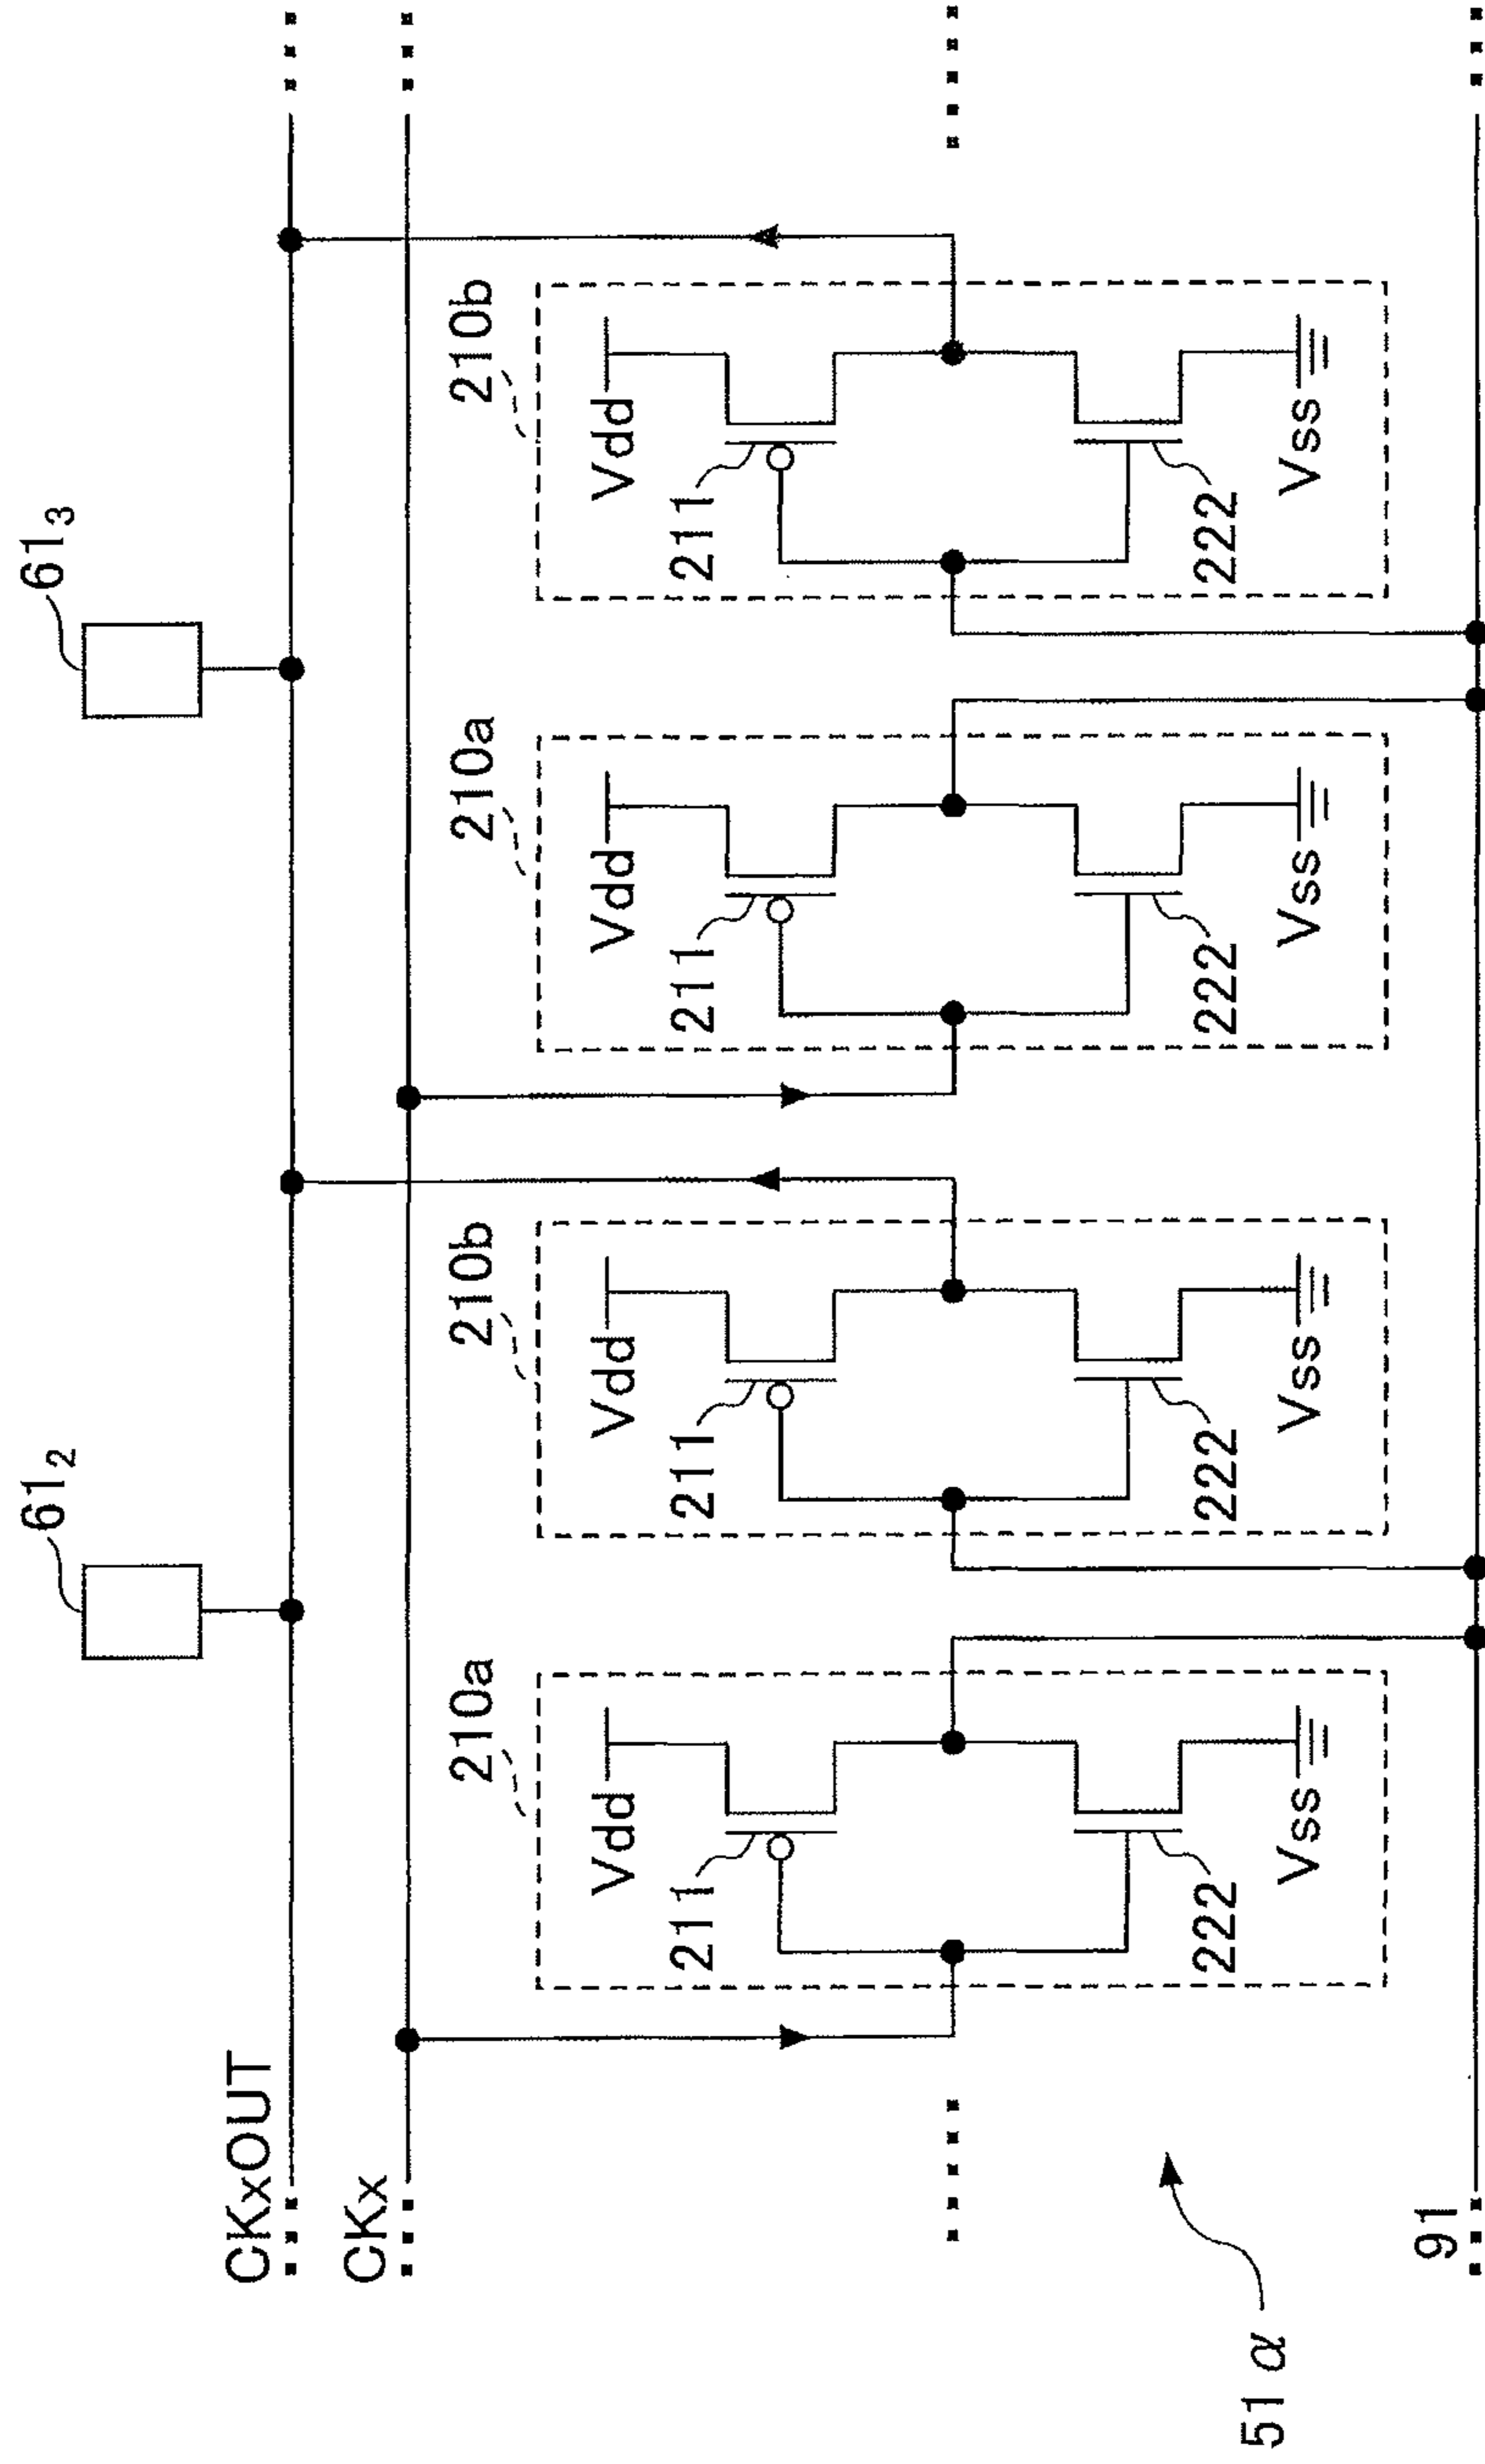 61₂
61₃
CKxOUT
CKx
210a
210b
210a
210b
Vdd
Vdd
Vdd
Vdd
211
211
211
211
222
222
222
222
Vss
Vss
Vss
Vss
51α
91